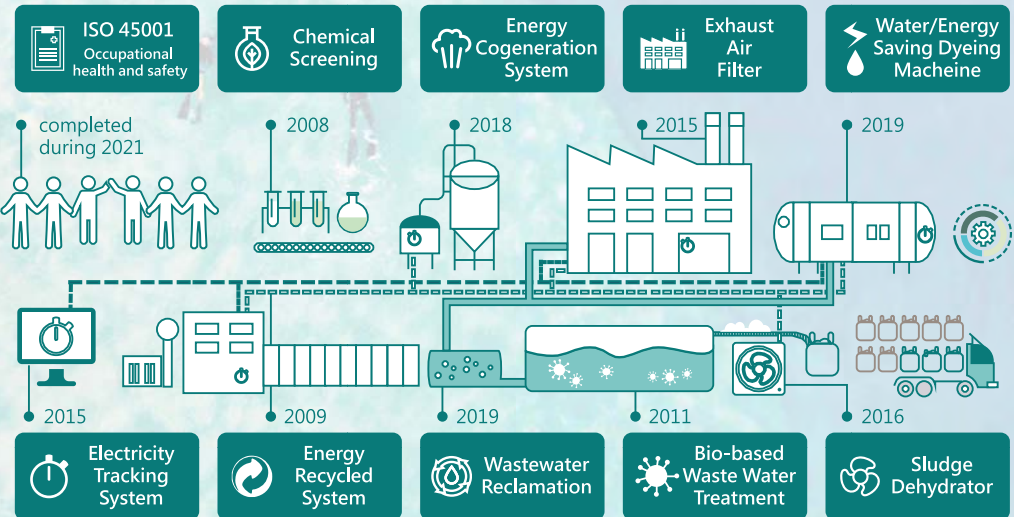 ISO 45001
Occupational
health and safety
Chemical
Screening
Energy
Cogeneration
System
Exhaust
Air
Filter
Water/Energy
Saving Dyeing
Macheine
completed
during 2021
2008
2018
2015
2019
2015
2009
2019
2011
2016
Electricity
Tracking
System
Energy
Recycled
System
Wastewater
Reclamation
Bio-based
Waste Water
Treatment
Sludge
Dehydrator